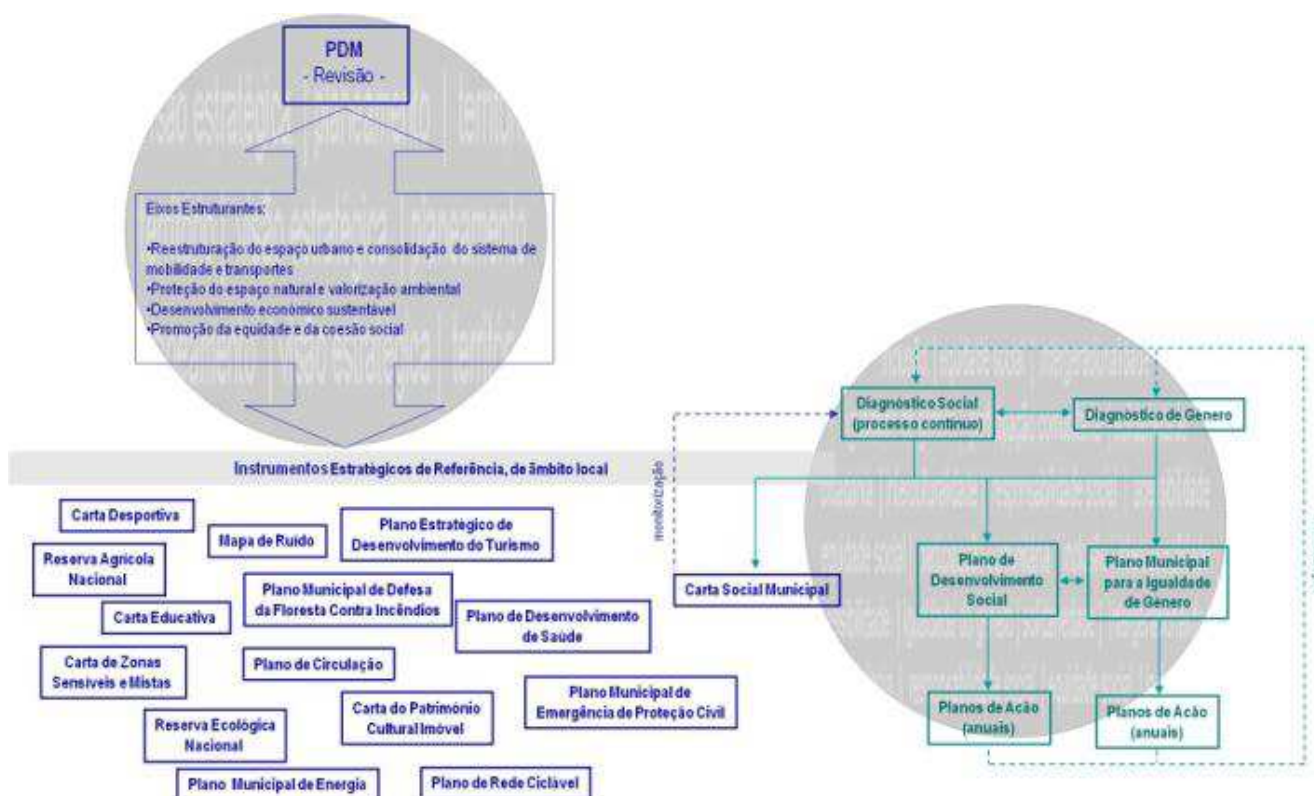 PDM
- Revisão -
Eixos Estruturantes:
•Reestruturação do espaço urbano e consolidação do sistema de
mobilidade e transportes
•Proteção do espaço natural e valorização ambiental
•Desenvolvimento económico sustentável
•Promoção da equidade e da coesão social
Instrumentos Estratégicos de Referência, de âmbito local
Carta Desportiva
Mapa de Ruído
Plano Estratégico de
Desenvolvimento do Turismo
Reserva Agrícola
Nacional
Plano Municipal de Defesa
da Floresta Contra Incêndios
Carta Educativa
Plano de Desenvolvimento
de Saúde
Carta de Zonas
Sensíveis e Mistas
Plano de Circulação
Carta do Património
Cultural Imóvel
Plano Municipal de
Emergência de Proteção Civil
Reserva Ecológica
Nacional
Plano Municipal de Energia
Plano de Rede Ciclável
monitorização
Carta Social Municipal
Diagnóstico Social
(processo contínuo)
Diagnóstico de Genero
Plano de
Desenvolvimento
Social
Plano Municipal
para a Igualdade
de Genero
Planos de Acão
(anuais)
Planos de Acão
(anuais)